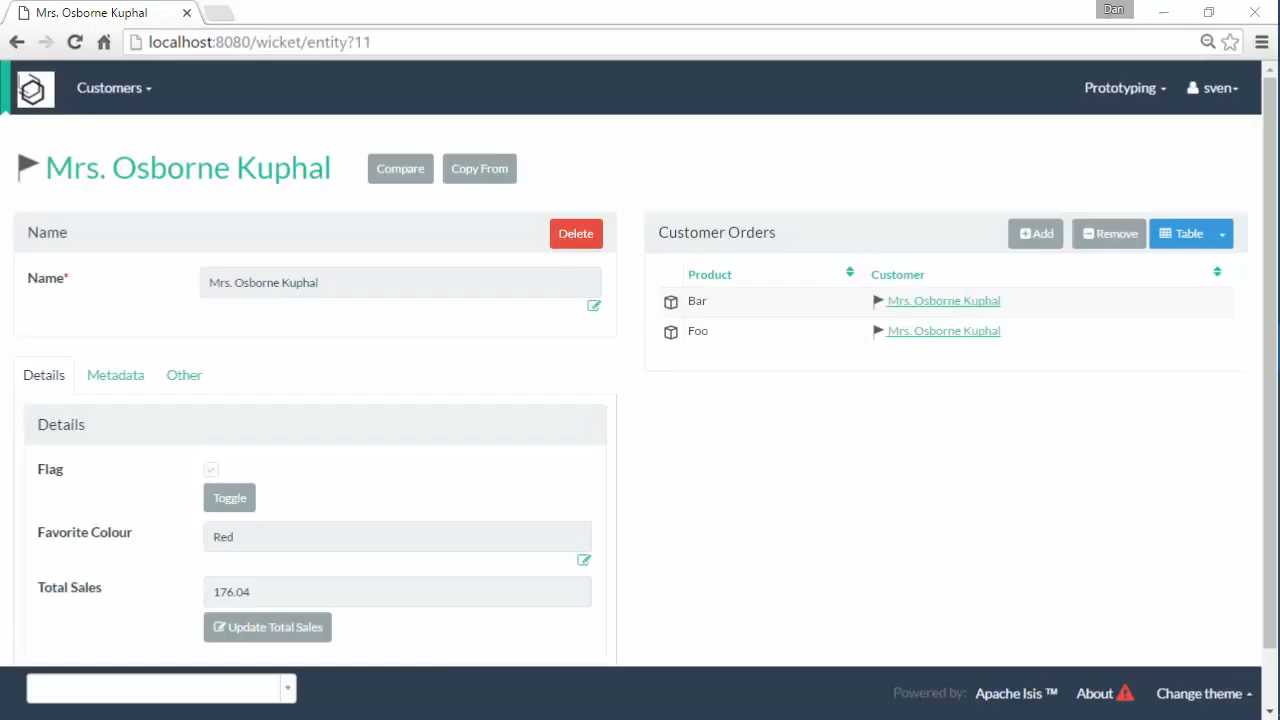 Mrs. Osborne Kuphal
Dan
localhost:8080/wicket/entity?11
Customers
Prototyping
sven
Mrs. Osborne Kuphal
Compare
Copy From
Name
Delete
Name*
Mrs. Osborne Kuphal
Details
Metadata
Other
Details
Flag
Toggle
Favorite Colour
Red
Total Sales
176.04
Update Total Sales
Customer Orders
Add
Remove
Table
Product
Customer
Bar
Mrs. Osborne Kuphal
Foo
Mrs. Osborne Kuphal
Powered by:
Apache Isis ™
About
Change theme